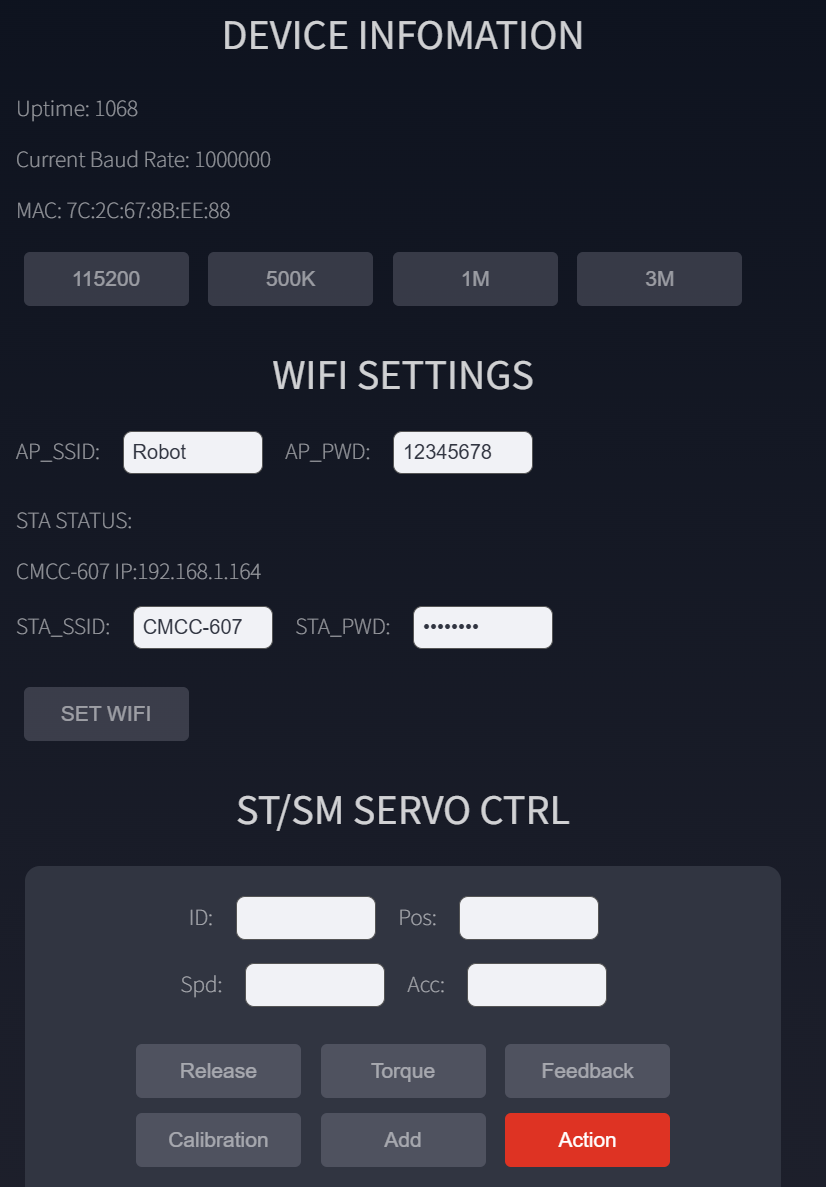 DEVICE INFOMATION
Uptime: 1068
Current Baud Rate: 1000000
MAC: 7C:2C:67:8B:EE:88
115200 500K 1M 3M
WIFI SETTINGS
AP_SSID: Robot AP_PWD: 12345678
STA STATUS:
CMCC-607 IP:192.168.1.164
STA_SSID: CMCC-607 STA_PWD: ••••••••
SET WIFI
ST/SM SERVO CTRL
ID: Pos:
Spd: Acc:
Release Torque Feedback
Calibration Add Action